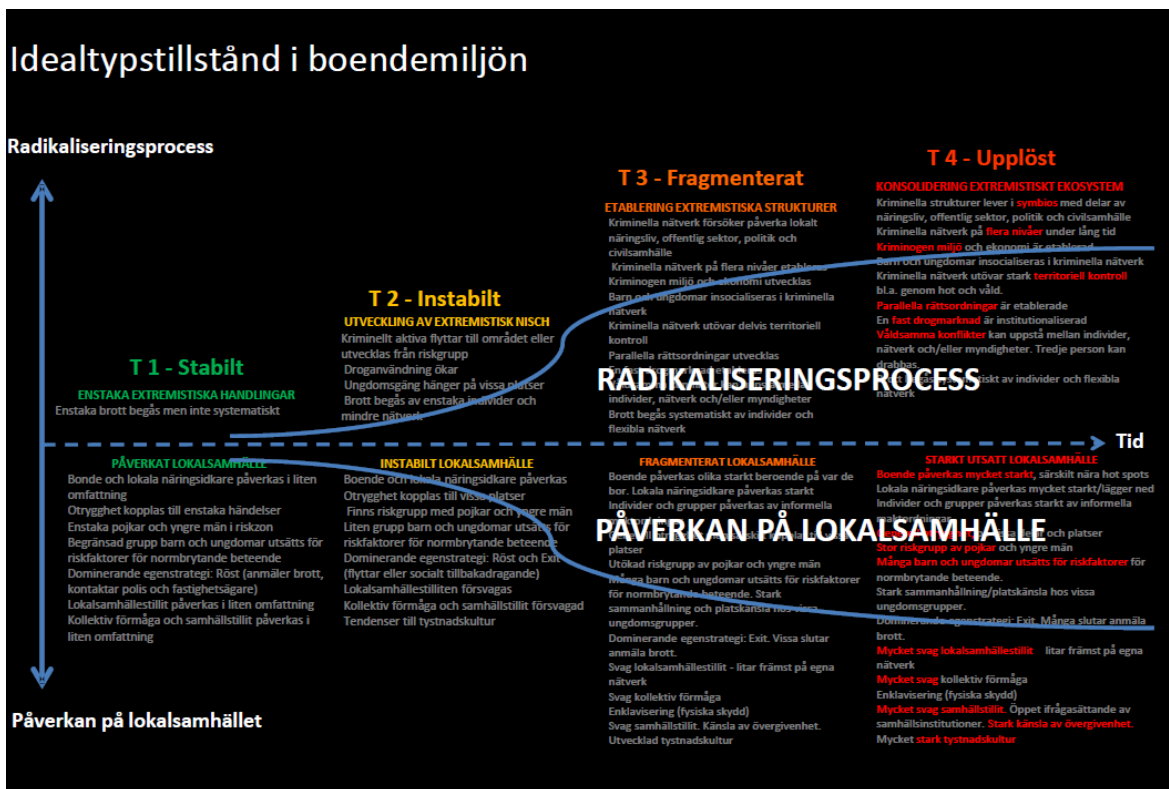 Idealtypstillstånd i boendemiljön
Radikaliseringsprocess
T 1 - Stabilt
ENSTAKA EXTREMISTISKA HANDLINGAR
Enstaka brott begås men inte systematiskt
T 2 - Instabilt
UTVECKLING AV EXTREMISTISK NISCH
Kriminellt aktiva flyttar till området eller
utvecklas från riskgrupp
Droganvändning ökar
Ungdomsgäng hänger på vissa platser
Brott begås av enstaka individer och
mindre nätverk
T 3 - Fragmenterat
ETABLERING EXTREMISTISKA STRUKTURER
Kriminella nätverk försöker påverka lokalt
näringsliv, offentlig sektor, politik och
civilsamhälle
Kriminella nätverk på flera nivåer etableras
Kriminogen miljö och ekonomi utvecklas
Barn och ungdomar insocialiseras i kriminella
nätverk
Kriminella nätverk utövar delvis territoriell
kontroll
Parallella rättsordningar utvecklas
individer, nätverk och/eller myndigheter
Brott begås systematiskt av individer och
flexibla nätverk
T 4 - Upplöst
KONSOLIDERING EXTREMISTISKT EKOSYSTEM
Kriminella strukturer lever i symbios med delar av
näringsliv, offentlig sektor, politik och civilsamhälle
Kriminella nätverk på flera nivåer under lång tid
Kriminogen miljö och ekonomi är etablerad
Barn och ungdomar insocialiseras i kriminella nätverk
Kriminella nätverk utövar stark territoriell kontroll
bl.a. genom hot och våld.
Parallella rättsordningar är etablerade
En fast drogmarknad är institutionaliserad
Våldsamma konflikter kan uppstå mellan individer,
nätverk och/eller myndigheter. Tredje person kan
drabbas.
Brott begås systematiskt av individer och flexibla
nätverk
RADIKALISERINGSPROCESS
Tid
PÅVERKAT LOKALSAMHÄLLE
Bonde och lokala näringsidkare påverkas i liten
omfattning
Otrygghet kopplas till enstaka händelser
Enstaka pojkar och yngre män i riskzon
Begränsad grupp barn och ungdomar utsätts för
riskfaktorer för normbrytande beteende
Dominerande egenstrategi: Röst (anmäler brott,
kontaktar polis och fastighetsägare)
Lokalsamhällestillit påverkas i liten omfattning
Kollektiv förmåga och samhällstillit påverkas i
liten omfattning
INSTABILT LOKALSAMHÄLLE
Boende och lokala näringsidkare påverkas
Otrygghet kopplas till vissa platser
Finns riskgrupp med pojkar och yngre män
Liten grupp barn och ungdomar utsätts för
riskfaktorer för normbrytande beteende
Dominerande egenstrategi: Röst och Exit
(flyttar eller socialt tillbakadragande)
Lokalsamhällestilliten försvagas
Kollektiv förmåga och samhällstillit försvagad
Tendenser till tystnadskultur
FRAGMENTERAT LOKALSAMHÄLLE
Boende påverkas olika starkt beroende på var de
bor. Lokala näringsidkare påverkas starkt
Individer och grupper påverkas av informella
platser
Utökad riskgrupp av pojkar och yngre män
Många barn och ungdomar utsätts för riskfaktorer
för normbrytande beteende. Stark
sammanhållning och platskänsla hos vissa
ungdomsgrupper.
Dominerande egenstrategi: Exit. Vissa slutar
anmäla brott.
Svag lokalsamhällestillit - litar främst på egna
nätverk
Svag kollektiv förmåga
Enklavisering (fysiska skydd)
Svag samhällstillit. Känsla av övergivenhet.
Utvecklad tystnadskultur
STARKT UTSATT LOKALSAMHÄLLE
Boende påverkas mycket starkt, särskilt nära hot spots
Lokala näringsidkare påverkas mycket starkt/lägger ned
Individer och grupper påverkas starkt av informella
maktordningar
och platser
Stor riskgrupp av pojkar och yngre män
Många barn och ungdomar utsätts för riskfaktorer för
normbrytande beteende.
Stark sammanhållning/platskänsla hos vissa
ungdomsgrupper.
Dominerande egenstrategi: Exit. Många slutar anmäla
brott.
Mycket svag lokalsamhällestillit litar främst på egna
nätverk
Mycket svag kollektiv förmåga
Enklavisering (fysiska skydd)
Mycket svag samhällstillit. Öppet ifrågasättande av
samhällsinstitutioner. Stark känsla av övergivenhet.
Mycket stark tystnadskultur
PÅVERKAN PÅ LOKALSAMHÄLLE
Påverkan på lokalsamhället